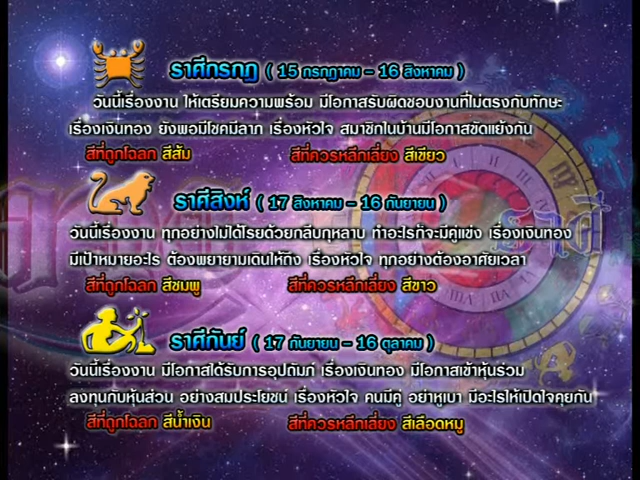 ราศีกรกฎ ( 15 กรกฎาคม - 16 สิงหาคม )
วันนี้เรื่องงาน ให้เตรียมความพร้อม มีโอกาสรับผิดชอบงานที่ไม่ตรงกับทักษะ
เรื่องเงินทอง ยังพอมีโชคมีลาภ เรื่องหัวใจ สมาชิกในบ้านมีโอกาสขัดแย้งกัน
สีที่ถูกโฉลก สีส้ม สีที่ควรหลีกเลี่ยง สีเขียว
ราศีสิงห์ ( 17 สิงหาคม - 16 กันยายน )
วันนี้เรื่องงาน ทุกอย่างไม่ได้โรยด้วยกลีบกุหลาบ ทำอะไรก็จะมีคู่แข่ง เรื่องเงินทอง
มีเป้าหมายอะไร ต้องพยายามเดินให้ถึง เรื่องหัวใจ ทุกอย่างต้องอาศัยเวลา
สีที่ถูกโฉลก สีชมพู สีที่ควรหลีกเลี่ยง สีขาว
ราศีกันย์ ( 17 กันยายน - 16 ตุลาคม )
วันนี้เรื่องงาน มีโอกาสได้รับการอุปถัมภ์ เรื่องเงินทอง มีโอกาสเข้าหุ้นร่วม
ลงทุนกับหุ้นส่วน อย่างสมประโยชน์ เรื่องหัวใจ คนมีคู่ อย่าหูเบา มีอะไรให้เปิดใจคุยกัน
สีที่ถูกโฉลก สีน้ำเงิน สีที่ควรหลีกเลี่ยง สีเลือดหมู